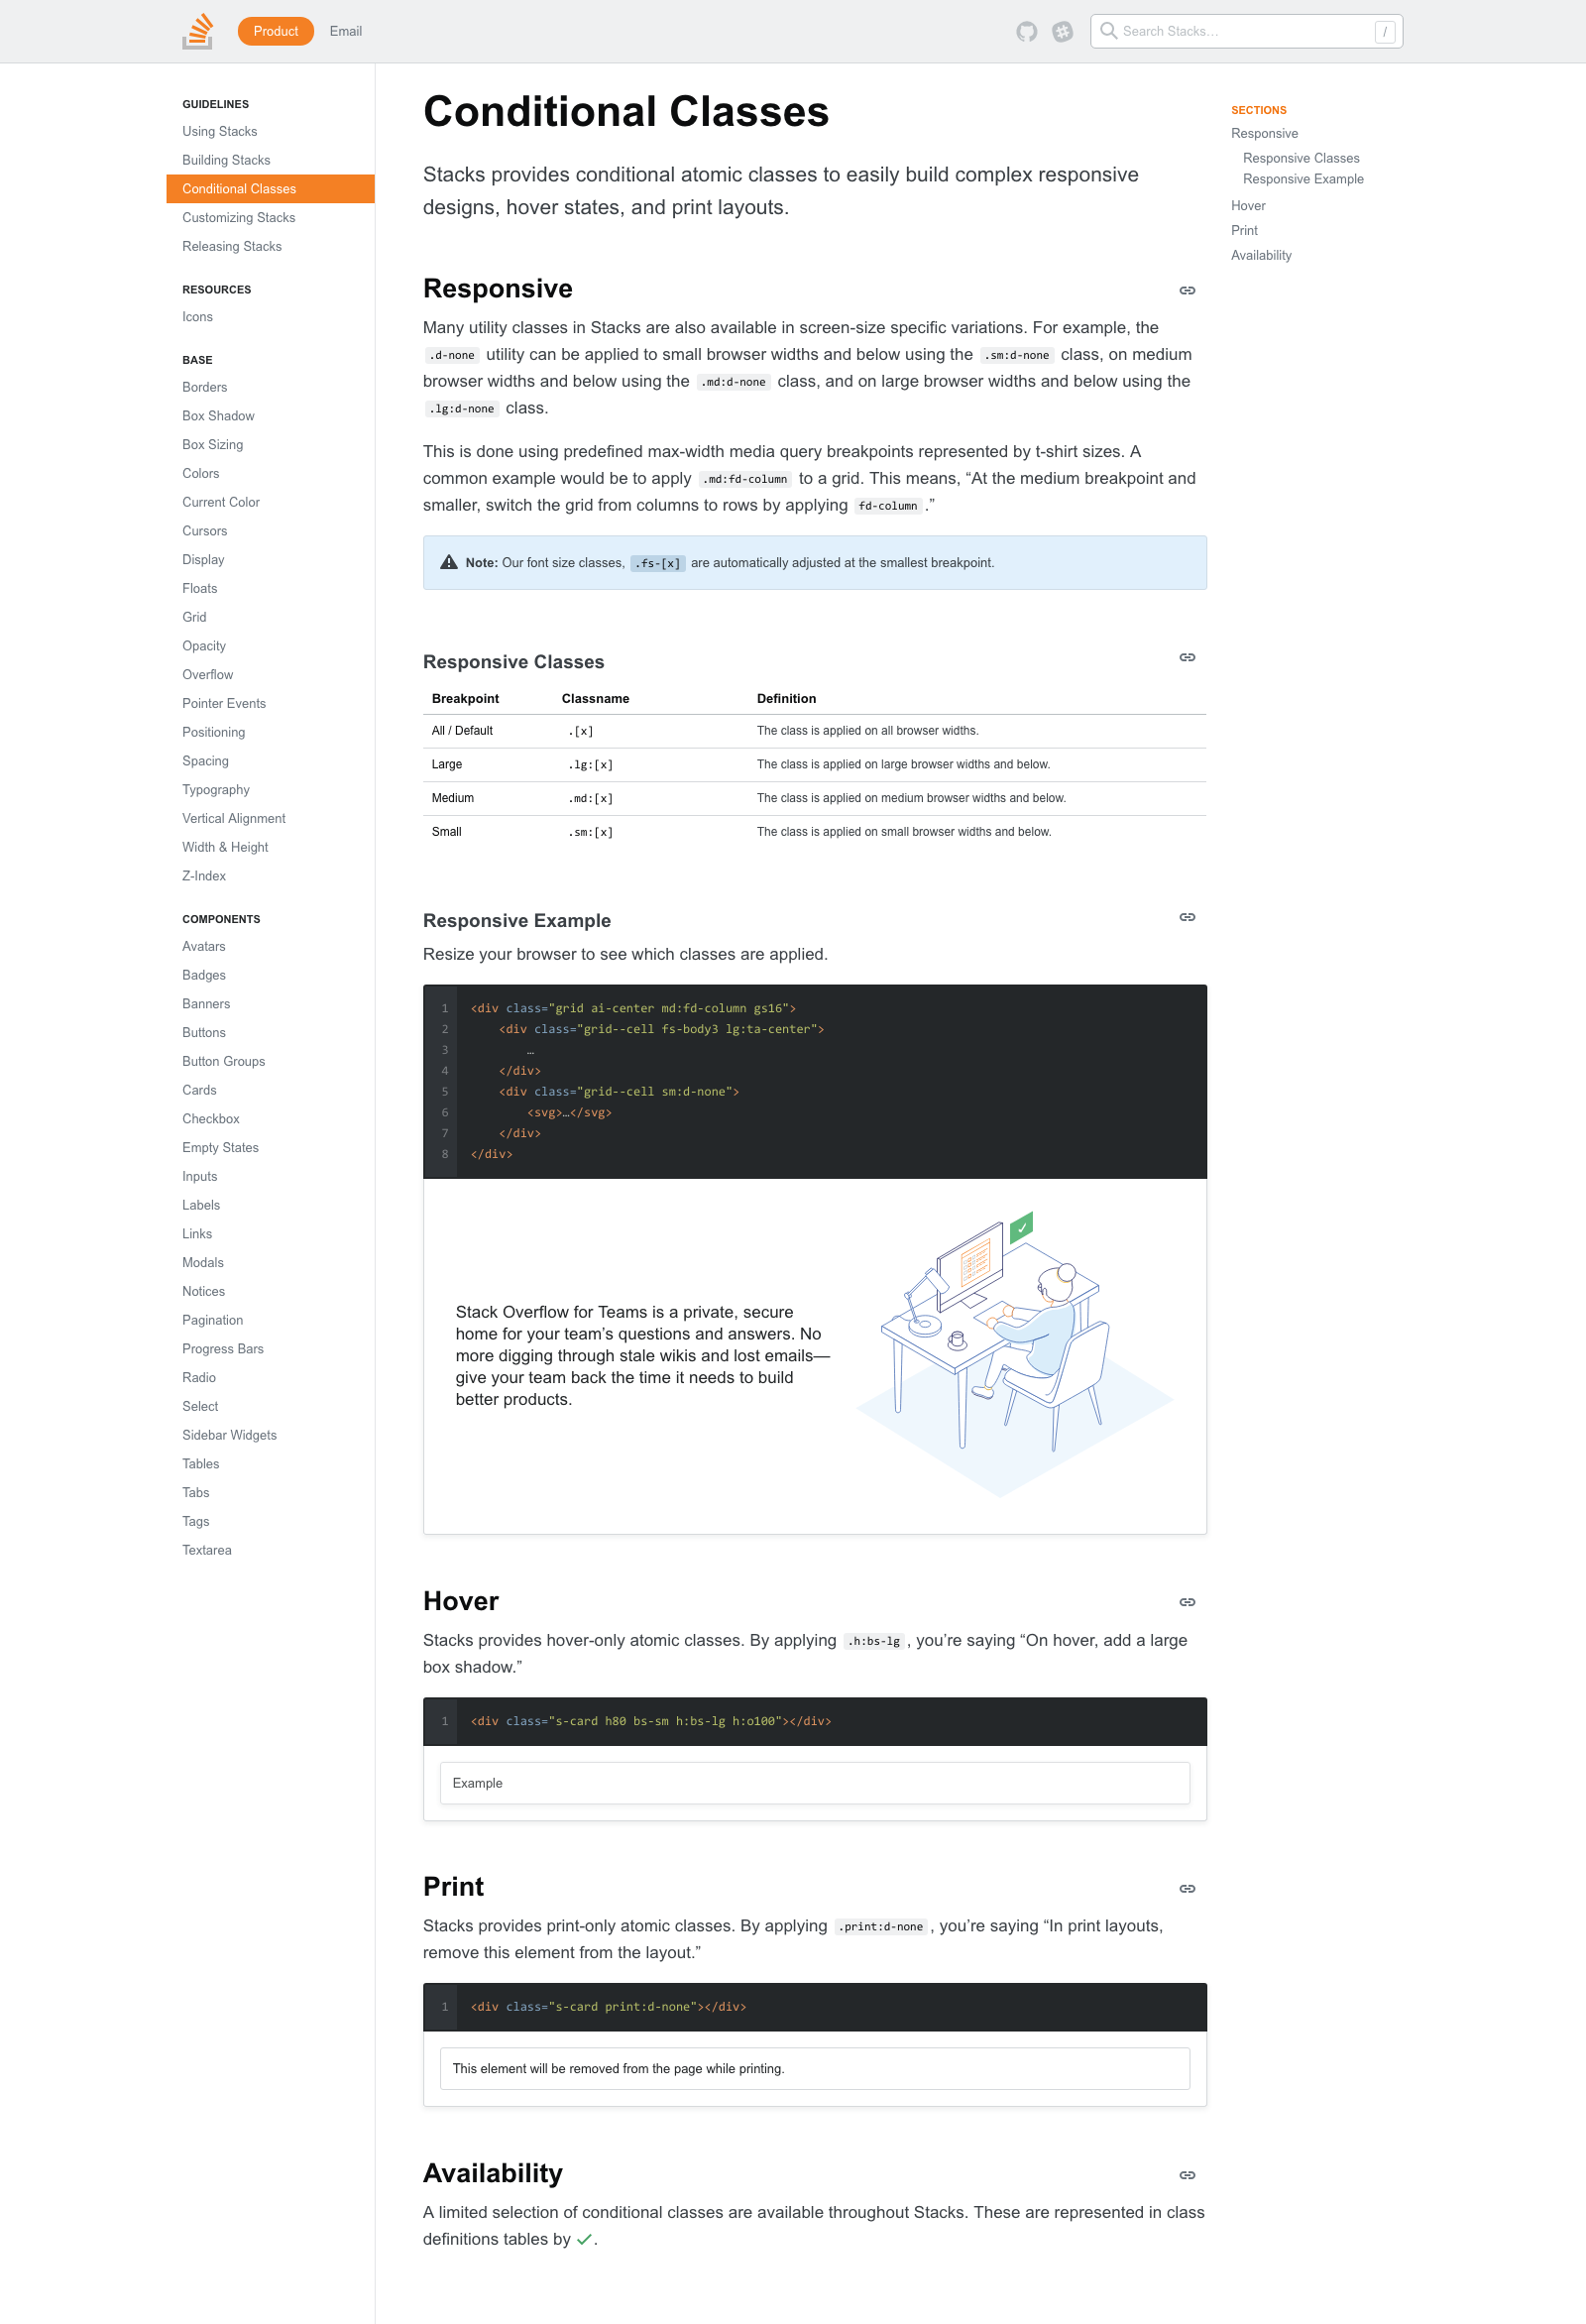 Product
Email
Search Stacks…
/
GUIDELINES
Using Stacks
Building Stacks
Conditional Classes
Customizing Stacks
Releasing Stacks
RESOURCES
Icons
BASE
Borders
Box Shadow
Box Sizing
Colors
Current Color
Cursors
Display
Floats
Grid
Opacity
Overflow
Pointer Events
Positioning
Spacing
Typography
Vertical Alignment
Width & Height
Z-Index
COMPONENTS
Avatars
Badges
Banners
Buttons
Button Groups
Cards
Checkbox
Empty States
Inputs
Labels
Links
Modals
Notices
Pagination
Progress Bars
Radio
Select
Sidebar Widgets
Tables
Tabs
Tags
Textarea
Conditional Classes
Stacks provides conditional atomic classes to easily build complex responsive
designs, hover states, and print layouts.
Responsive
Many utility classes in Stacks are also available in screen-size specific variations. For example, the
.d-none utility can be applied to small browser widths and below using the .sm:d-none class, on medium
browser widths and below using the .md:d-none class, and on large browser widths and below using the
.lg:d-none class.
This is done using predefined max-width media query breakpoints represented by t-shirt sizes. A
common example would be to apply .md:fd-column to a grid. This means, “At the medium breakpoint and
smaller, switch the grid from columns to rows by applying fd-column.”
Note: Our font size classes, .fs-[x] are automatically adjusted at the smallest breakpoint.
Responsive Classes
Breakpoint Classname Definition
All / Default .[x] The class is applied on all browser widths.
Large .lg:[x] The class is applied on large browser widths and below.
Medium .md:[x] The class is applied on medium browser widths and below.
Small .sm:[x] The class is applied on small browser widths and below.
Responsive Example
Resize your browser to see which classes are applied.
1 <div class="grid ai-center md:fd-column gs16">
2 <div class="grid--cell fs-body3 lg:ta-center">
3 …
4 </div>
5 <div class="grid--cell sm:d-none">
6 <svg>…</svg>
7 </div>
8 </div>
Stack Overflow for Teams is a private, secure
home for your team’s questions and answers. No
more digging through stale wikis and lost emails—
give your team back the time it needs to build
better products.
Hover
Stacks provides hover-only atomic classes. By applying .h:bs-lg, you’re saying “On hover, add a large
box shadow.”
1 <div class="s-card h80 bs-sm h:bs-lg h:o100"></div>
Example
Print
Stacks provides print-only atomic classes. By applying .print:d-none, you’re saying “In print layouts,
remove this element from the layout.”
1 <div class="s-card print:d-none"></div>
This element will be removed from the page while printing.
Availability
A limited selection of conditional classes are available throughout Stacks. These are represented in class
definitions tables by ✓.
SECTIONS
Responsive
Responsive Classes
Responsive Example
Hover
Print
Availability